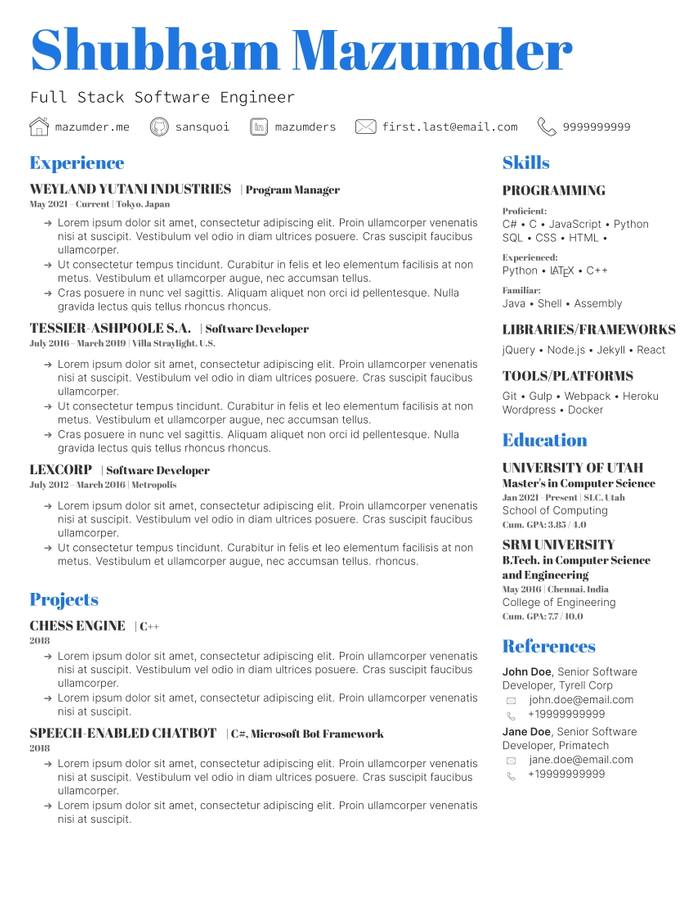 Shubham Mazumder
Full Stack Software Engineer
mazumder.me sansquoi mazumders first.last@email.com 9999999999
Experience
WEYLAND YUTANI INDUSTRIES | Program Manager
May 2021 – Current | Tokyo, Japan
→ Lorem ipsum dolor sit amet, consectetur adipiscing elit. Proin ullamcorper venenatis
nisi at suscipit. Vestibulum vel odio in diam ultrices posuere. Cras suscipit faucibus
ullamcorper.
→ Ut consectetur tempus tincidunt. Curabitur in felis et leo elementum facilisis at non
metus. Vestibulum et ullamcorper augue, nec accumsan tellus.
→ Cras posuere in nunc vel sagittis. Aliquam aliquet non orci id pellentesque. Nulla
gravida lectus quis tellus rhoncus rhoncus.
TESSIER-ASHPOOLE S.A. | Software Developer
July 2016 – March 2019 | Villa Straylight, U.S.
→ Lorem ipsum dolor sit amet, consectetur adipiscing elit. Proin ullamcorper venenatis
nisi at suscipit. Vestibulum vel odio in diam ultrices posuere. Cras suscipit faucibus
ullamcorper.
→ Ut consectetur tempus tincidunt. Curabitur in felis et leo elementum facilisis at non
metus. Vestibulum et ullamcorper augue, nec accumsan tellus.
→ Cras posuere in nunc vel sagittis. Aliquam aliquet non orci id pellentesque. Nulla
gravida lectus quis tellus rhoncus rhoncus.
LEXCORP | Software Developer
July 2012 – March 2016 | Metropolis
→ Lorem ipsum dolor sit amet, consectetur adipiscing elit. Proin ullamcorper venenatis
nisi at suscipit. Vestibulum vel odio in diam ultrices posuere. Cras suscipit faucibus
ullamcorper.
→ Ut consectetur tempus tincidunt. Curabitur in felis et leo elementum facilisis at non
metus. Vestibulum et ullamcorper augue, nec accumsan tellus. rhoncus.
Projects
CHESS ENGINE | C++
2018
→ Lorem ipsum dolor sit amet, consectetur adipiscing elit. Proin ullamcorper venenatis
nisi at suscipit. Vestibulum vel odio in diam ultrices posuere. Cras suscipit faucibus
ullamcorper.
→ Lorem ipsum dolor sit amet, consectetur adipiscing elit. Proin ullamcorper venenatis
nisi at suscipit.
SPEECH-ENABLED CHATBOT | C#, Microsoft Bot Framework
2018
→ Lorem ipsum dolor sit amet, consectetur adipiscing elit. Proin ullamcorper venenatis
nisi at suscipit. Vestibulum vel odio in diam ultrices posuere. Cras suscipit faucibus
ullamcorper.
→ Lorem ipsum dolor sit amet, consectetur adipiscing elit. Proin ullamcorper venenatis
nisi at suscipit.
Skills
PROGRAMMING
Proficient:
C# • C • JavaScript • Python
SQL • CSS • HTML •
Experienced:
Python • LATEX • C++
Familiar:
Java • Shell • Assembly
LIBRARIES/FRAMEWORKS
jQuery • Node.js • Jekyll • React
TOOLS/PLATFORMS
Git • Gulp • Webpack • Heroku
Wordpress • Docker
Education
UNIVERSITY OF UTAH
Master's in Computer Science
Jan 2021 - Present | SLC, Utah
School of Computing
Cum. GPA: 3.85 / 4.0
SRM UNIVERSITY
B.Tech. in Computer Science
and Engineering
May 2016 | Chennai, India
College of Engineering
Cum. GPA: 7.7 / 10.0
References
John Doe, Senior Software
Developer, Tyrell Corp
john.doe@email.com
+19999999999
Jane Doe, Senior Software
Developer, Primatech
jane.doe@email.com
+19999999999